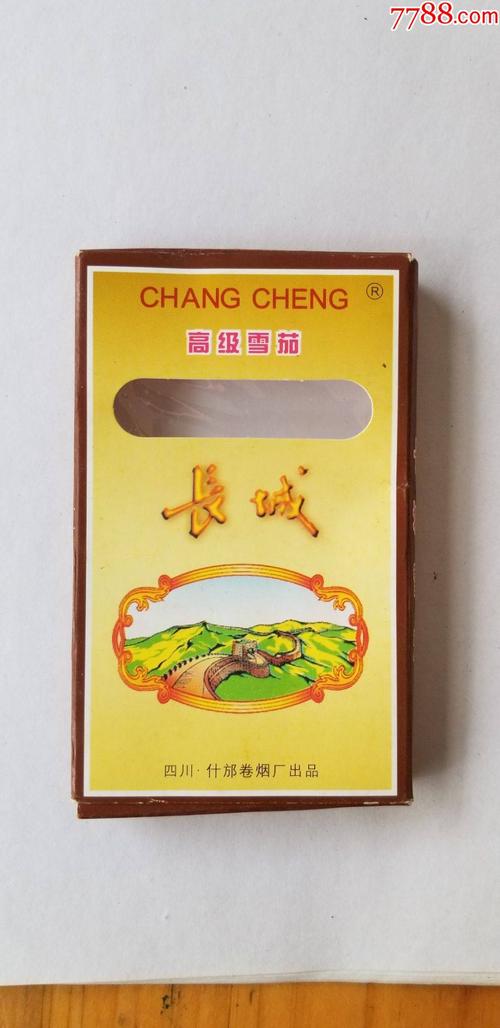 7788.com
CHANG CHENG ®
高级雪茄
長城
四川·什邡卷烟厂出品